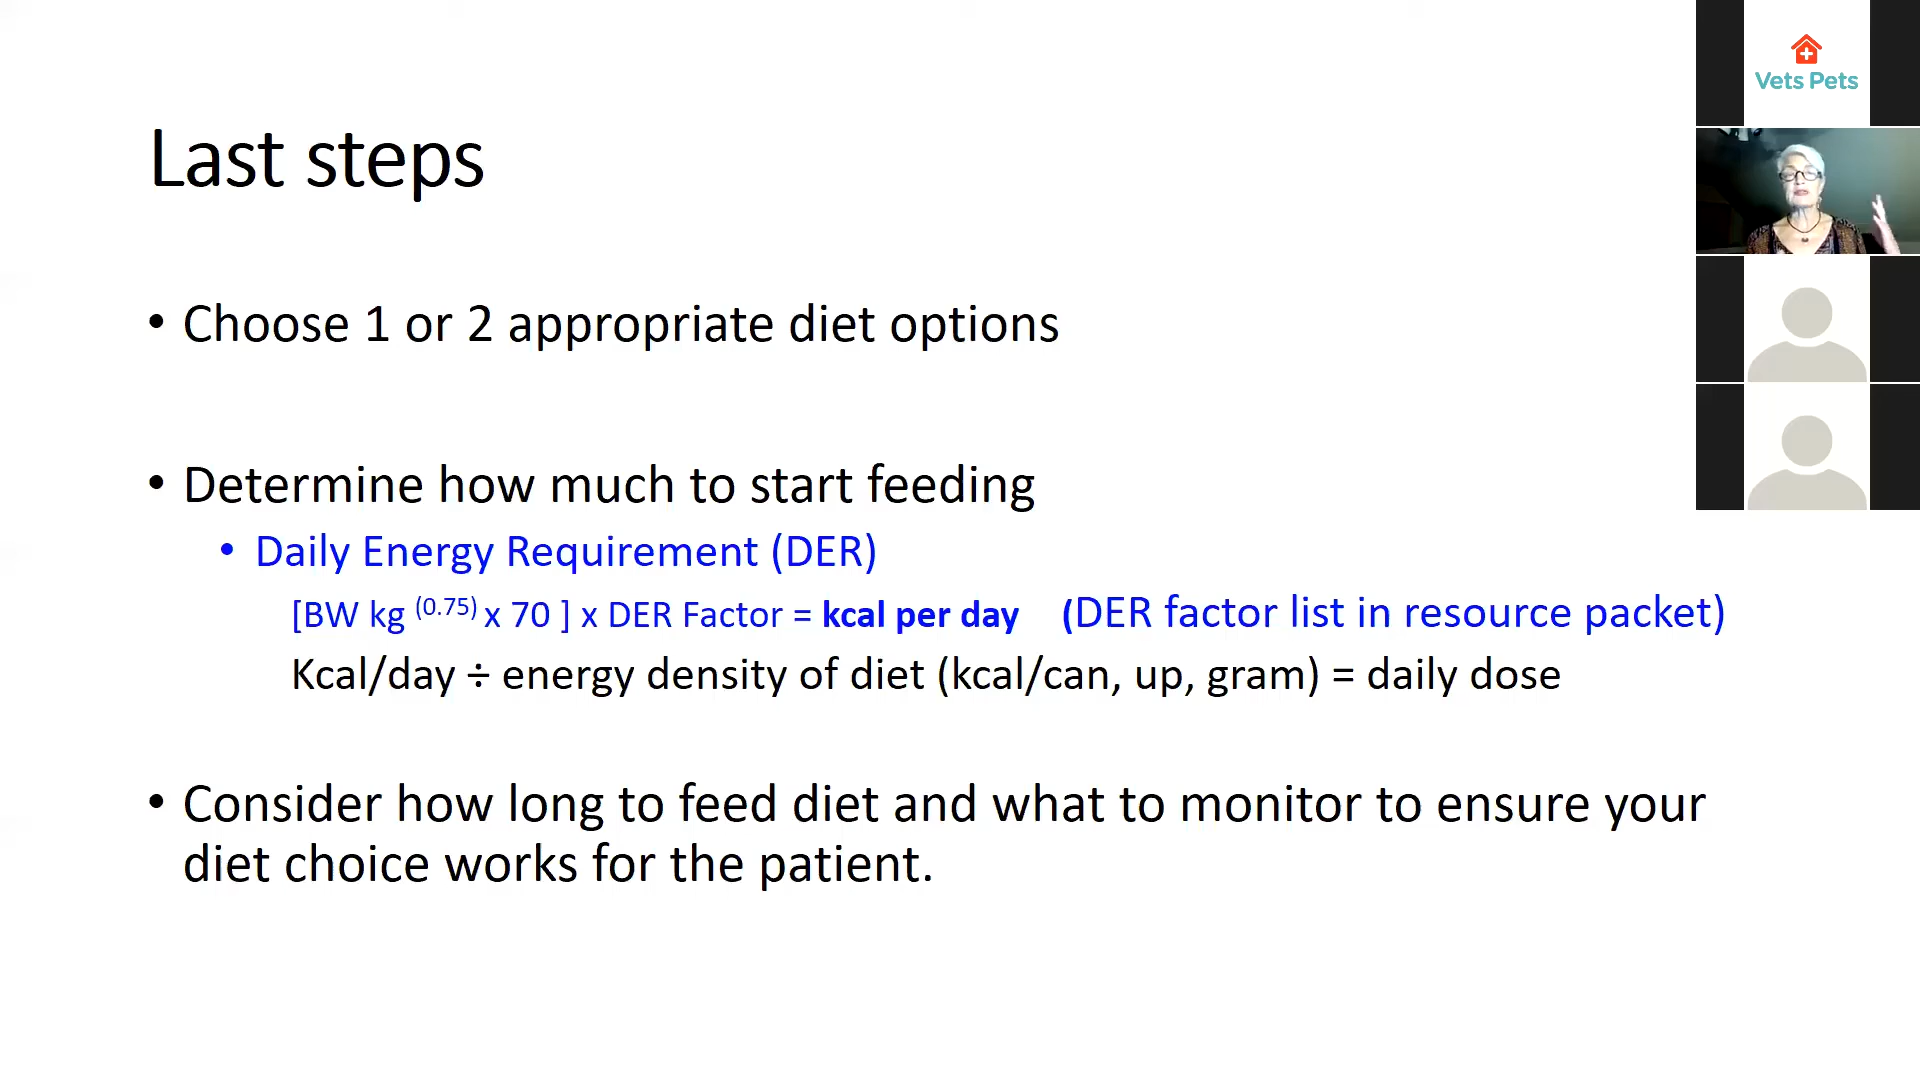 Last steps
• Choose 1 or 2 appropriate diet options
• Determine how much to start feeding
• Daily Energy Requirement (DER)
[BW kg (0.75) x 70 ] x DER Factor = kcal per day (DER factor list in resource packet)
Kcal/day ÷ energy density of diet (kcal/can, up, gram) = daily dose
• Consider how long to feed diet and what to monitor to ensure your
diet choice works for the patient.
Vets Pets